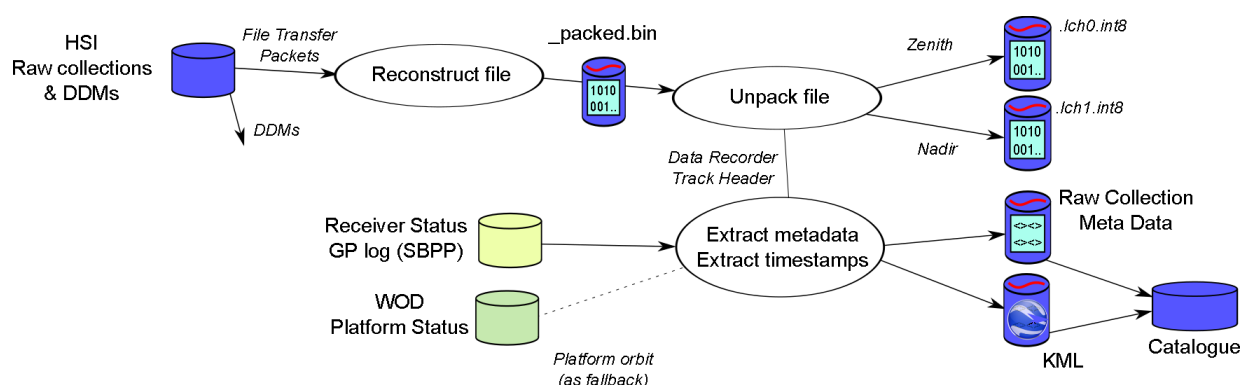 HSI
Raw collections
& DDMs
File Transfer
Packets
DDMs
Reconstruct file
_packed.bin
1010
001..
Unpack file
Zenith
.lch0.int8
1010
001..
Nadir
.lch1.int8
1010
001..
Data Recorder
Track Header
Receiver Status
GP log (SBPP)
WOD
Platform Status
Platform orbit
(as fallback)
Extract metadata
Extract timestamps
Raw Collection
Meta Data
<><>
<><>
KML
Catalogue